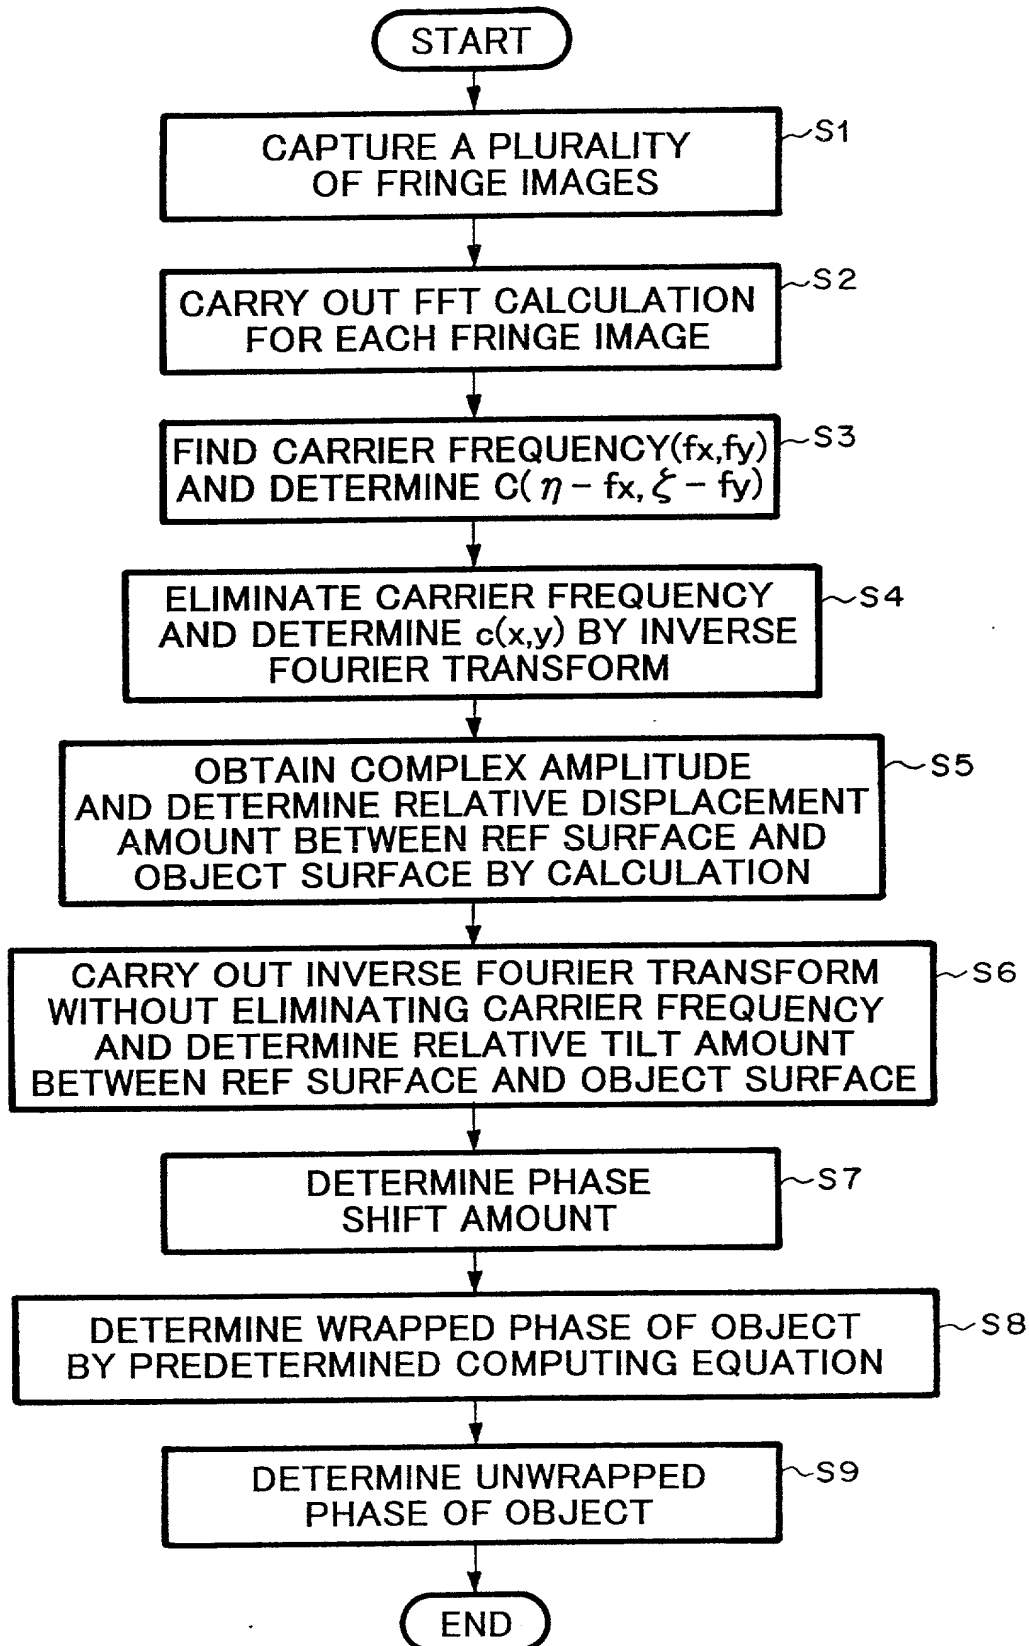 START
CAPTURE A PLURALITY
OF FRINGE IMAGES
S1
CARRY OUT FFT CALCULATION
FOR EACH FRINGE IMAGE
S2
FIND CARRIER FREQUENCY(fx,fy)
AND DETERMINE C( η - fx, ζ - fy)
S3
ELIMINATE CARRIER FREQUENCY
AND DETERMINE c(x,y) BY INVERSE
FOURIER TRANSFORM
S4
OBTAIN COMPLEX AMPLITUDE
AND DETERMINE RELATIVE DISPLACEMENT
AMOUNT BETWEEN REF SURFACE AND
OBJECT SURFACE BY CALCULATION
S5
CARRY OUT INVERSE FOURIER TRANSFORM
WITHOUT ELIMINATING CARRIER FREQUENCY
AND DETERMINE RELATIVE TILT AMOUNT
BETWEEN REF SURFACE AND OBJECT SURFACE
S6
DETERMINE PHASE
SHIFT AMOUNT
S7
DETERMINE WRAPPED PHASE OF OBJECT
BY PREDETERMINED COMPUTING EQUATION
S8
DETERMINE UNWRAPPED
PHASE OF OBJECT
S9
END